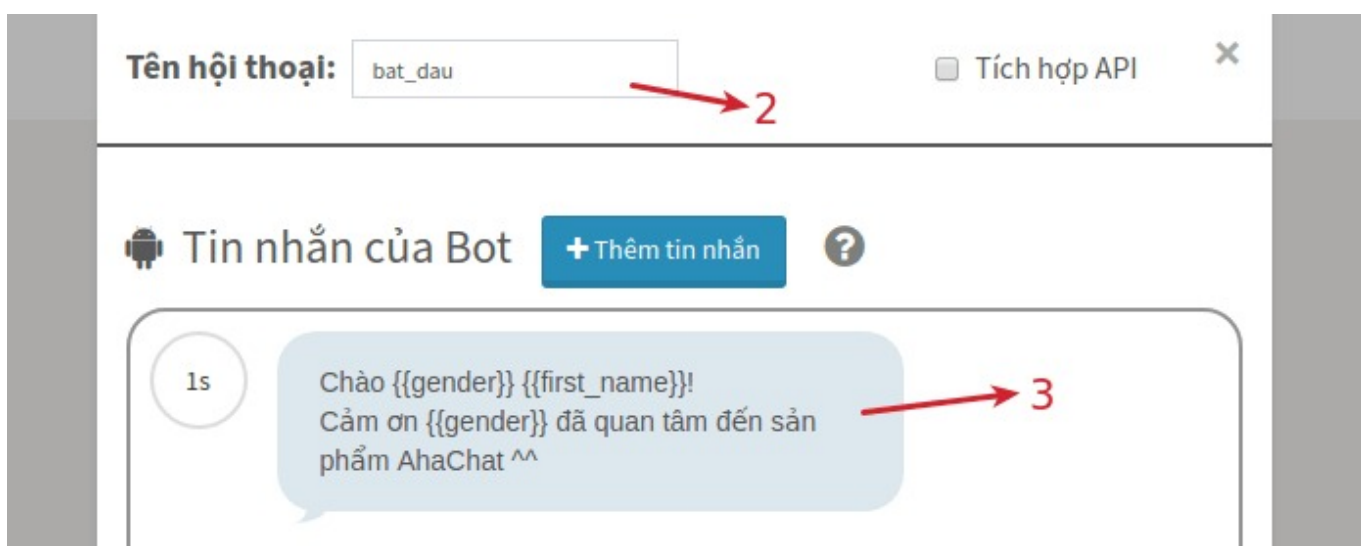 Tên hội thoại: bat_dau Tích hợp API ×
2
Tin nhắn của Bot + Thêm tin nhắn ?
1s
Chào {{gender}} {{first_name}}!
Cảm ơn {{gender}} đã quan tâm đến sản
phẩm AhaChat ^^
3